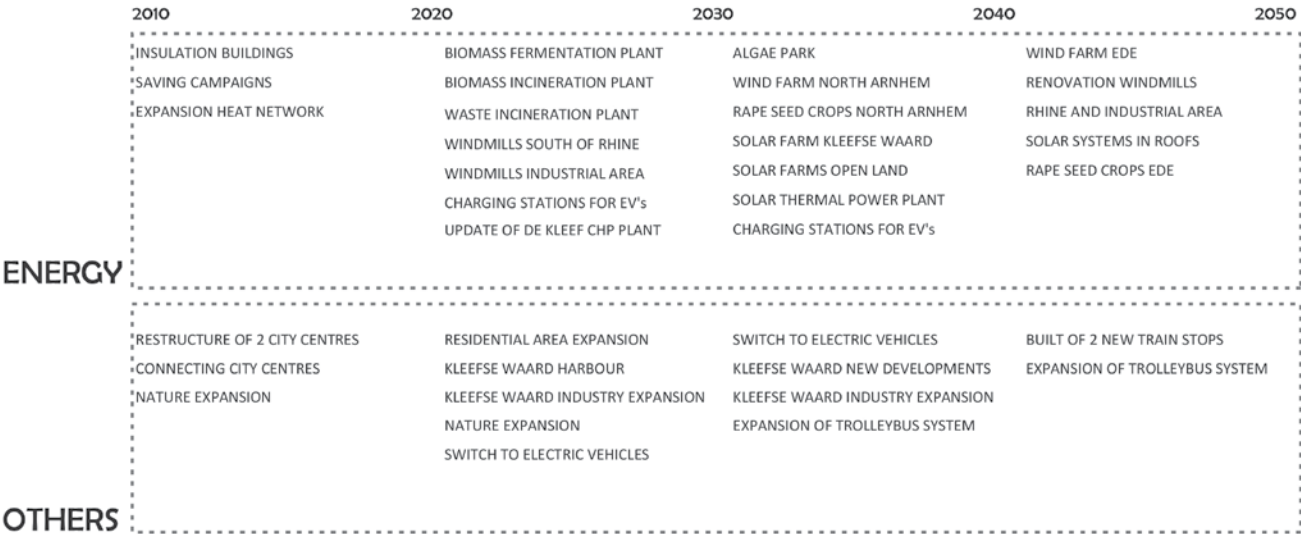 2010 2020 2030 2040 2050
INSULATION BUILDINGS
SAVING CAMPAIGNS
EXPANSION HEAT NETWORK
BIOMASS FERMENTATION PLANT
BIOMASS INCINERATION PLANT
WASTE INCINERATION PLANT
WINDMILLS SOUTH OF RHINE
WINDMILLS INDUSTRIAL AREA
CHARGING STATIONS FOR EV's
UPDATE OF DE KLEEF CHP PLANT
ALGAE PARK
WIND FARM NORTH ARNHEM
RAPE SEED CROPS NORTH ARNHEM
SOLAR FARM KLEEFSE WAARD
SOLAR FARMS OPEN LAND
SOLAR THERMAL POWER PLANT
CHARGING STATIONS FOR EV's
WIND FARM EDE
RENOVATION WINDMILLS
RHINE AND INDUSTRIAL AREA
SOLAR SYSTEMS IN ROOFS
RAPE SEED CROPS EDE
ENERGY
RESTRUCTURE OF 2 CITY CENTRES
CONNECTING CITY CENTRES
NATURE EXPANSION
RESIDENTIAL AREA EXPANSION
KLEEFSE WAARD HARBOUR
KLEEFSE WAARD INDUSTRY EXPANSION
NATURE EXPANSION
SWITCH TO ELECTRIC VEHICLES
SWITCH TO ELECTRIC VEHICLES
KLEEFSE WAARD NEW DEVELOPMENTS
KLEEFSE WAARD INDUSTRY EXPANSION
EXPANSION OF TROLLEYBUS SYSTEM
BUILT OF 2 NEW TRAIN STOPS
EXPANSION OF TROLLEYBUS SYSTEM
OTHERS